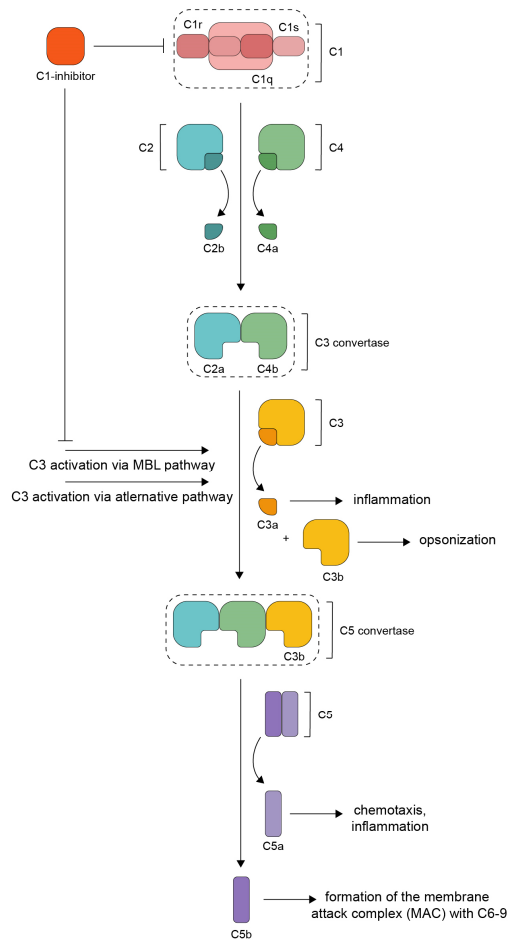 C1r
C1s
C1
C1q
C1-inhibitor
C2
C4
C2b
C4a
C3 convertase
C2a
C4b
C3
C3 activation via MBL pathway
C3 activation via atlernative pathway
inflammation
C3a
+
opsonization
C3b
C5 convertase
C3b
C5
chemotaxis,
inflammation
C5a
formation of the membrane
attack complex (MAC) with C6-9
C5b